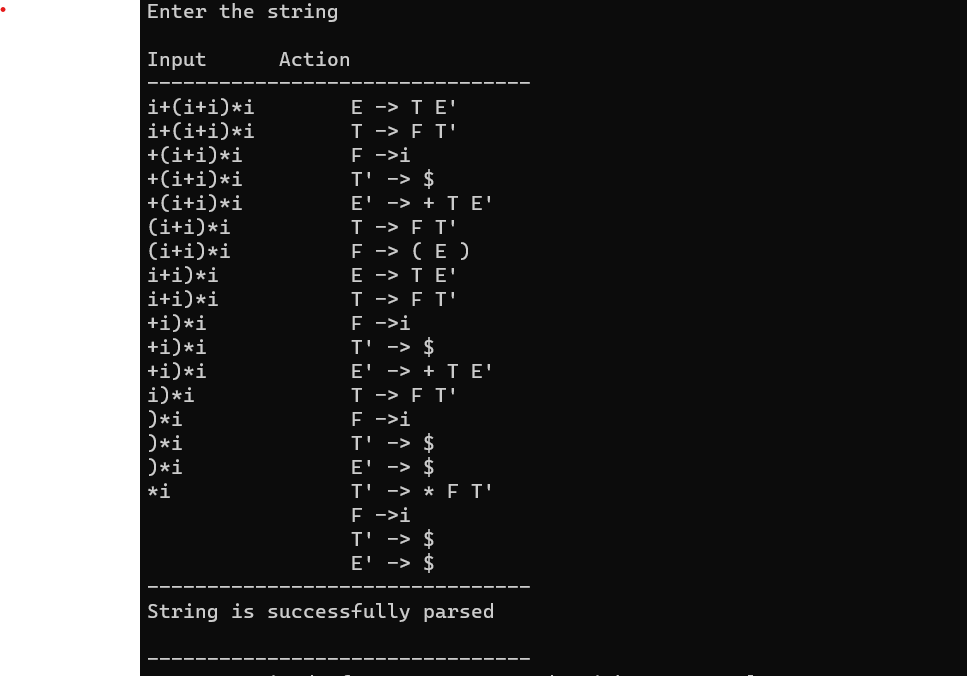 Enter the string
Input Action
--------------------------------
i+(i+i)*i E -> T E'
i+(i+i)*i T -> F T'
+(i+i)*i F ->i
+(i+i)*i T' -> $
+(i+i)*i E' -> + T E'
(i+i)*i T -> F T'
(i+i)*i F -> ( E )
i+i)*i E -> T E'
i+i)*i T -> F T'
+i)*i F ->i
+i)*i T' -> $
+i)*i E' -> + T E'
i)*i T -> F T'
)*i F ->i
)*i T' -> $
)*i E' -> $
*i T' -> * F T'
F ->i
T' -> $
E' -> $
--------------------------------
String is successfully parsed
--------------------------------